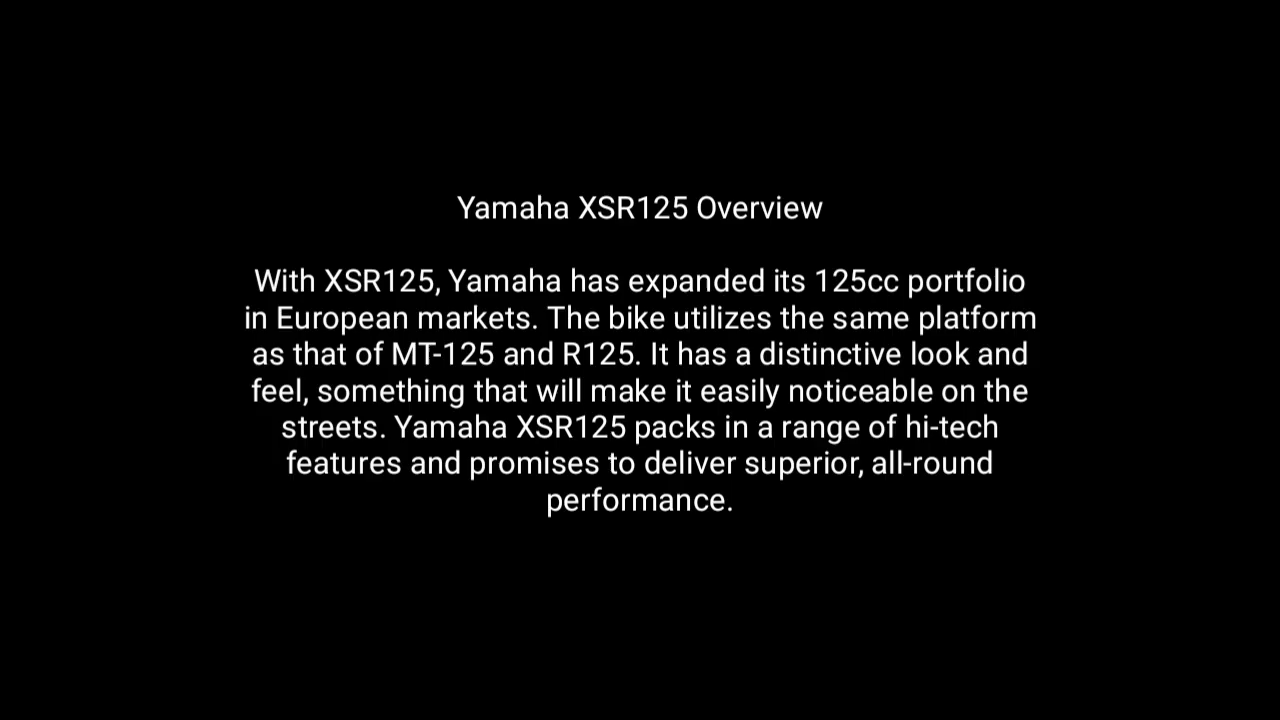 Yamaha XSR125 Overview
With XSR125, Yamaha has expanded its 125cc portfolio
in European markets. The bike utilizes the same platform
as that of MT-125 and R125. It has a distinctive look and
feel, something that will make it easily noticeable on the
streets. Yamaha XSR125 packs in a range of hi-tech
features and promises to deliver superior, all-round
performance.